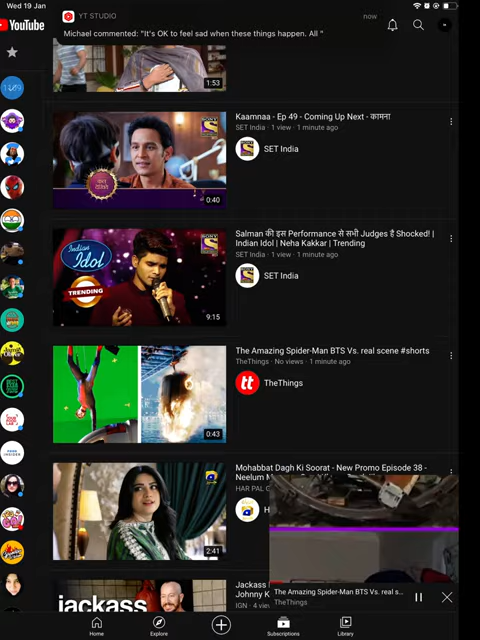 Wed 19 Jan
YouTube
YT STUDIO
now
Michael commented: "It's OK to feel sad when these things happen. All "
1:53
Kaamnaa - Ep 49 - Coming Up Next - कामना
SET India · 1 view · 1 minute ago
SET India
0:40
Salman की इस Performance से सभी Judges है Shocked! |
Indian Idol | Neha Kakkar | Trending
SET India · 1 view · 1 minute ago
SET India
Indian
Idol
TRENDING
9:15
The Amazing Spider-Man BTS Vs. real scene #shorts
TheThings · No views · 1 minute ago
tt
TheThings
0:43
Mohabbat Dagh Ki Soorat - New Promo Episode 38 -
Neelum
HAR PAL
2:41
The Amazing Spider-Man BTS Vs. real s...
TheThings
Jackass
Johnny K
IGN · 4 vie
jackass
Home
Explore
Subscriptions
Library